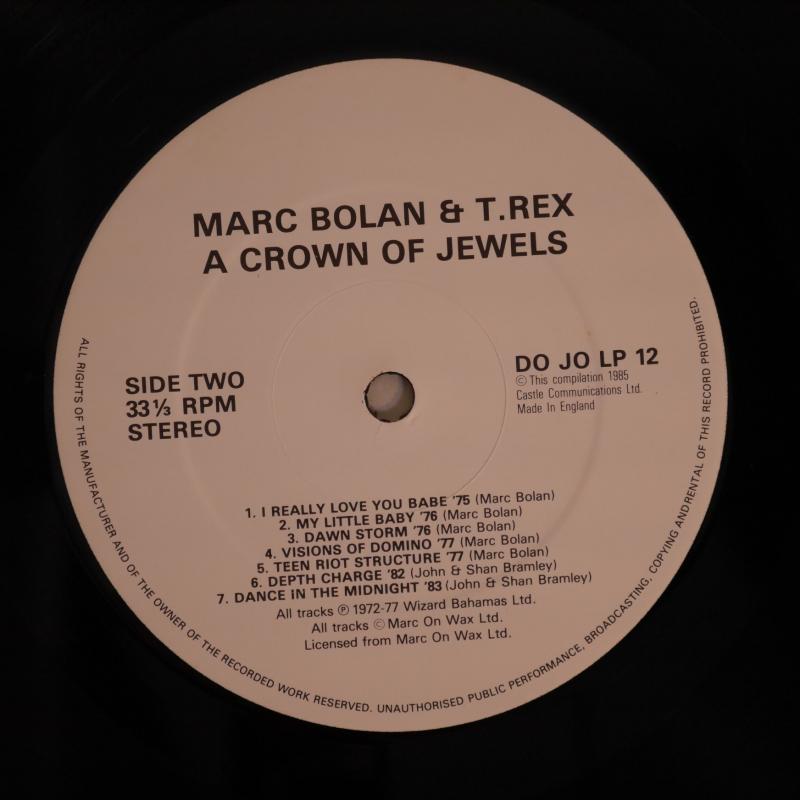 MARC BOLAN & T.REX
A CROWN OF JEWELS
SIDE TWO
33⅓ RPM
STEREO
DO JO LP 12
© This compilation 1985
Castle Communications Ltd.
Made In England
1. I REALLY LOVE YOU BABE '75 (Marc Bolan)
2. MY LITTLE BABY '76 (Marc Bolan)
3. DAWN STORM '76 (Marc Bolan)
4. VISIONS OF DOMINO '77 (Marc Bolan)
5. TEEN RIOT STRUCTURE '77 (Marc Bolan)
6. DEPTH CHARGE '82 (John & Shan Bramley)
7. DANCE IN THE MIDNIGHT '83 (John & Shan Bramley)
All tracks ℗ 1972-77 Wizard Bahamas Ltd.
All tracks © Marc On Wax Ltd.
Licensed from Marc On Wax Ltd.
ALL RIGHTS OF THE MANUFACTURER AND OF THE OWNER OF THE RECORDED WORK RESERVED. UNAUTHORISED PUBLIC PERFORMANCE, BROADCASTING, COPYING AND RENTAL OF THIS RECORD PROHIBITED.